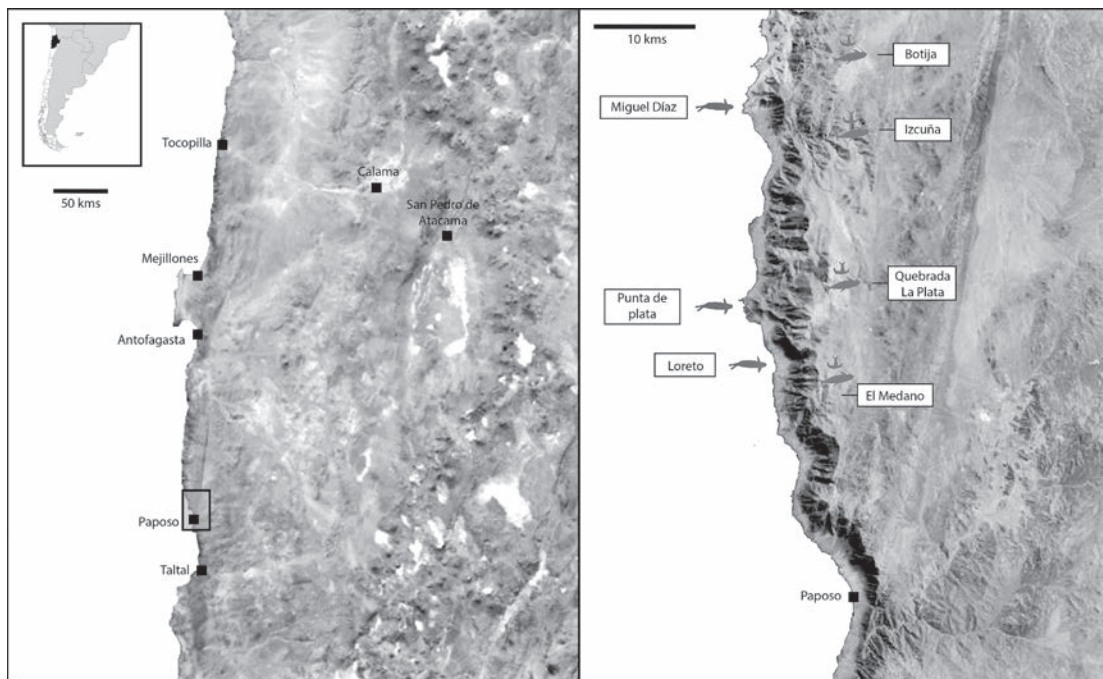 50 kms
Tocopilla
Calama
San Pedro de
Atacama
Mejillones
Antofagasta
Paposo
Taltal
10 kms
Botija
Miguel Díaz
Izcuña
Quebrada
La Plata
Punta de
plata
Loreto
El Medano
Paposo